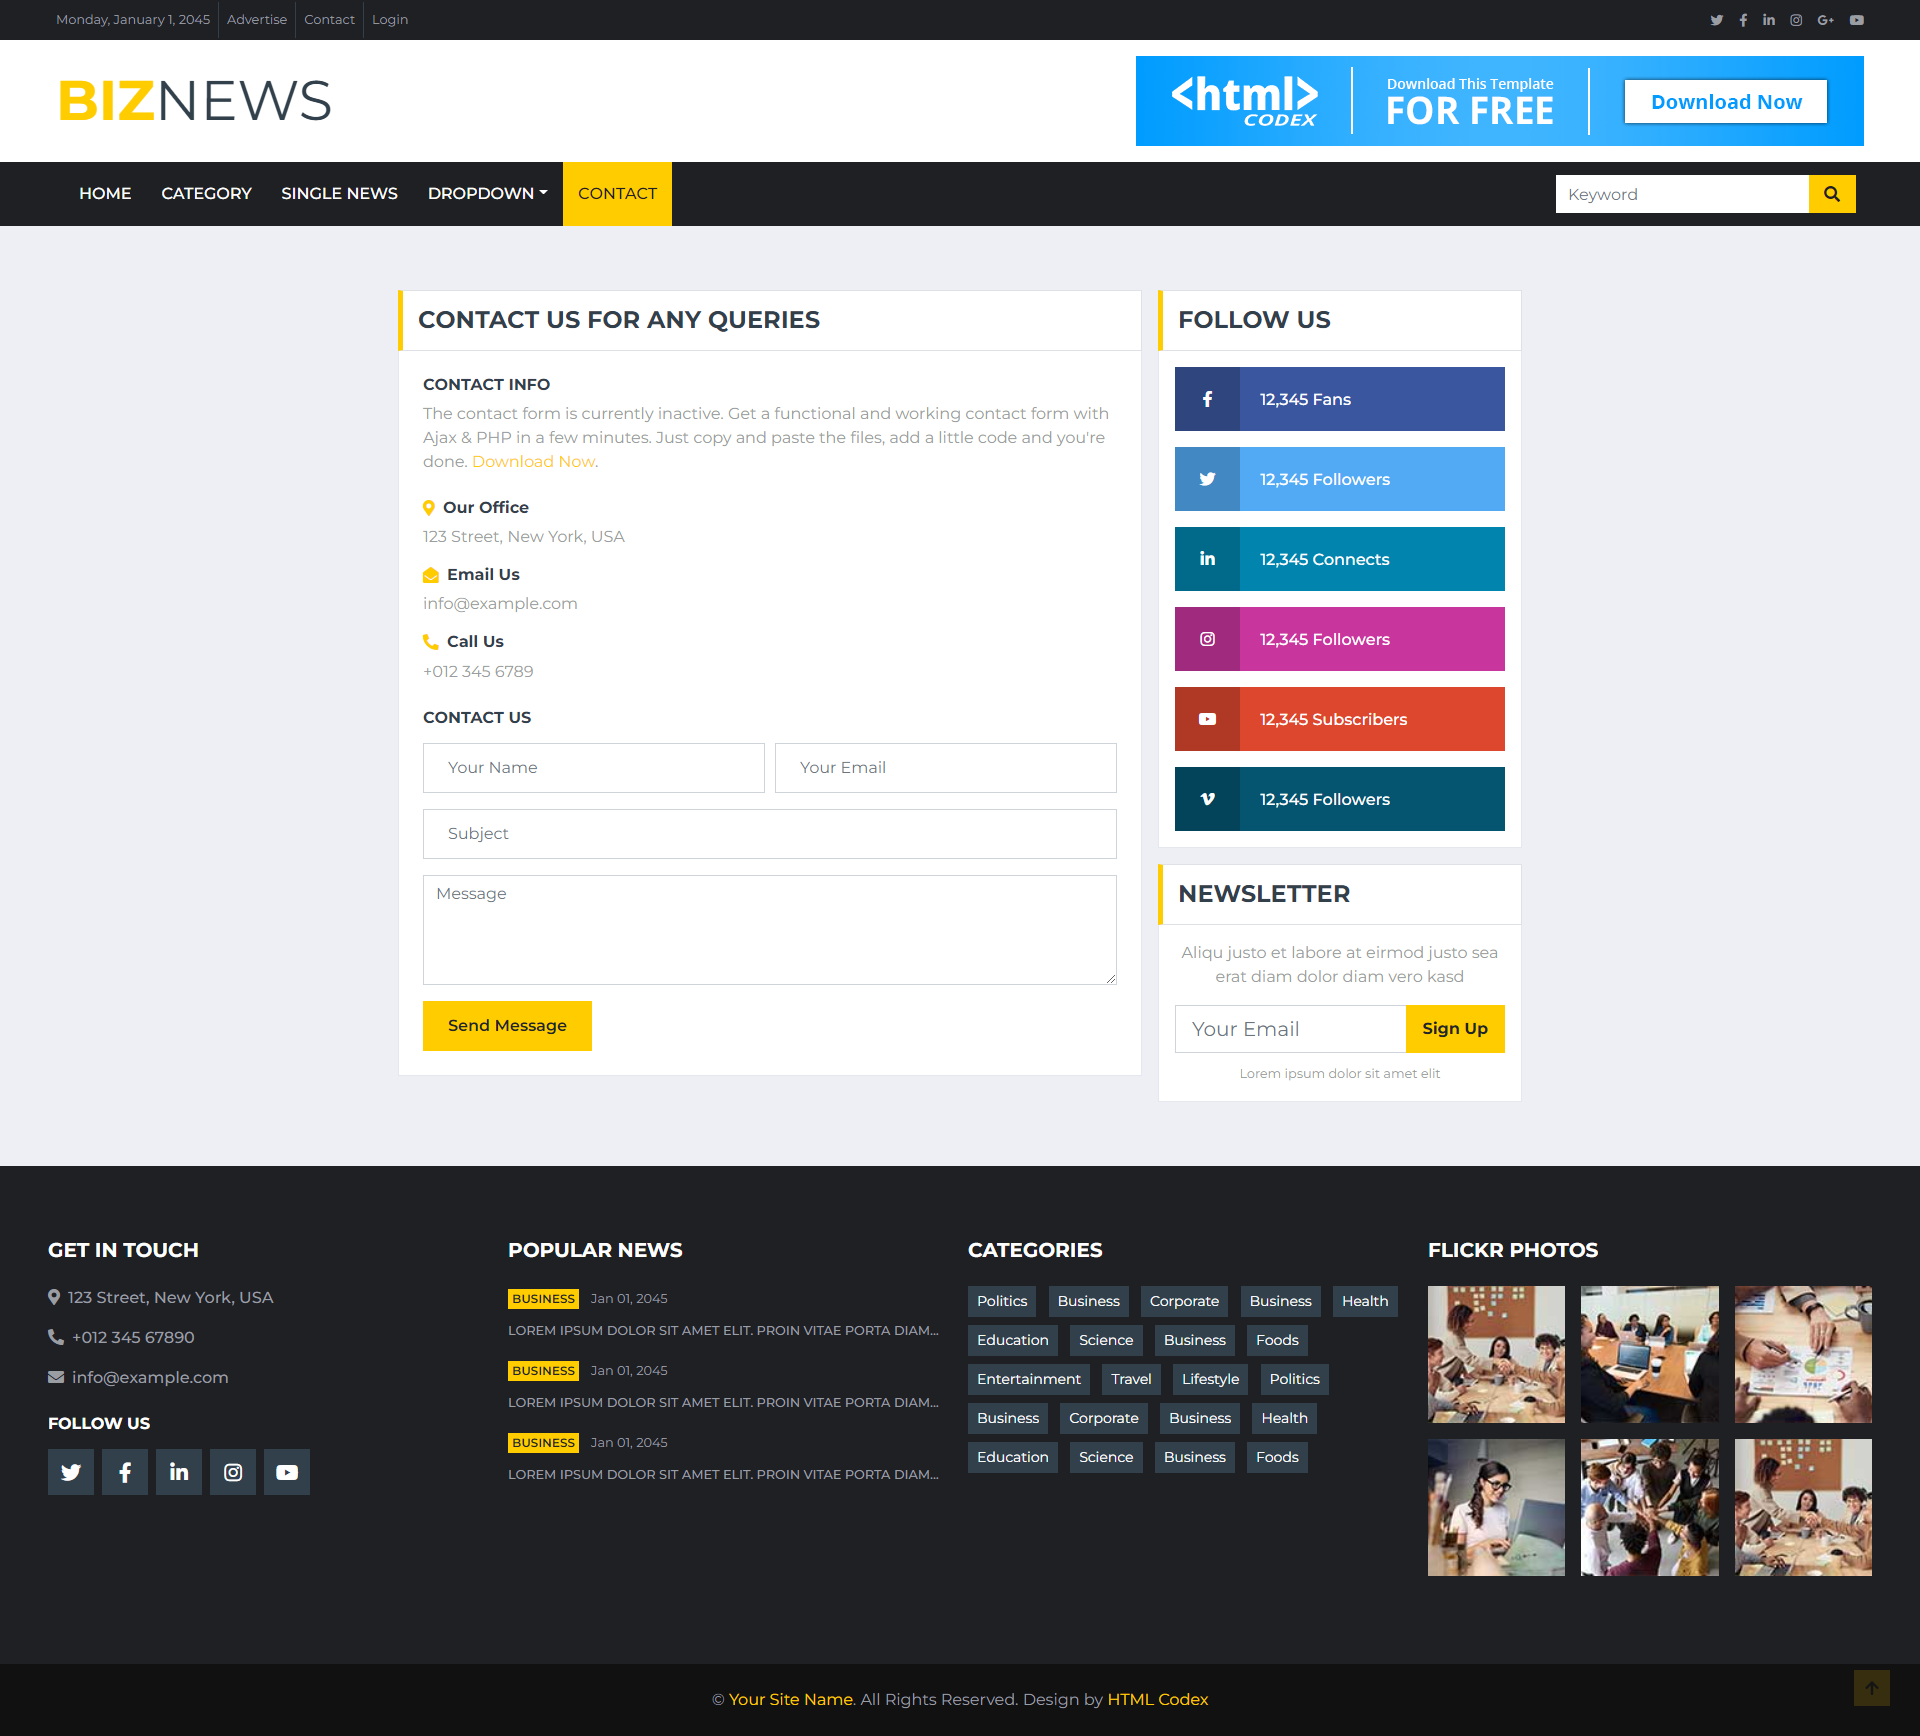 Monday, January 1, 2045
Advertise
Contact
Login
BIZNEWS
<html>
CODEX
Download This Template
FOR FREE
Download Now
HOME
CATEGORY
SINGLE NEWS
DROPDOWN
CONTACT
Keyword
CONTACT US FOR ANY QUERIES
CONTACT INFO
The contact form is currently inactive. Get a functional and working contact form with
Ajax & PHP in a few minutes. Just copy and paste the files, add a little code and you're
done. Download Now.
Our Office
123 Street, New York, USA
Email Us
info@example.com
Call Us
+012 345 6789
CONTACT US
Your Name
Your Email
Subject
Message
Send Message
FOLLOW US
12,345 Fans
12,345 Followers
12,345 Connects
12,345 Followers
12,345 Subscribers
12,345 Followers
NEWSLETTER
Aliqu justo et labore at eirmod justo sea
erat diam dolor diam vero kasd
Your Email
Sign Up
Lorem ipsum dolor sit amet elit
GET IN TOUCH
123 Street, New York, USA
+012 345 67890
info@example.com
FOLLOW US
POPULAR NEWS
BUSINESS Jan 01, 2045
LOREM IPSUM DOLOR SIT AMET ELIT. PROIN VITAE PORTA DIAM...
BUSINESS Jan 01, 2045
LOREM IPSUM DOLOR SIT AMET ELIT. PROIN VITAE PORTA DIAM...
BUSINESS Jan 01, 2045
LOREM IPSUM DOLOR SIT AMET ELIT. PROIN VITAE PORTA DIAM...
CATEGORIES
Politics Business Corporate Business Health
Education Science Business Foods
Entertainment Travel Lifestyle Politics
Business Corporate Business Health
Education Science Business Foods
FLICKR PHOTOS
© Your Site Name. All Rights Reserved. Design by HTML Codex